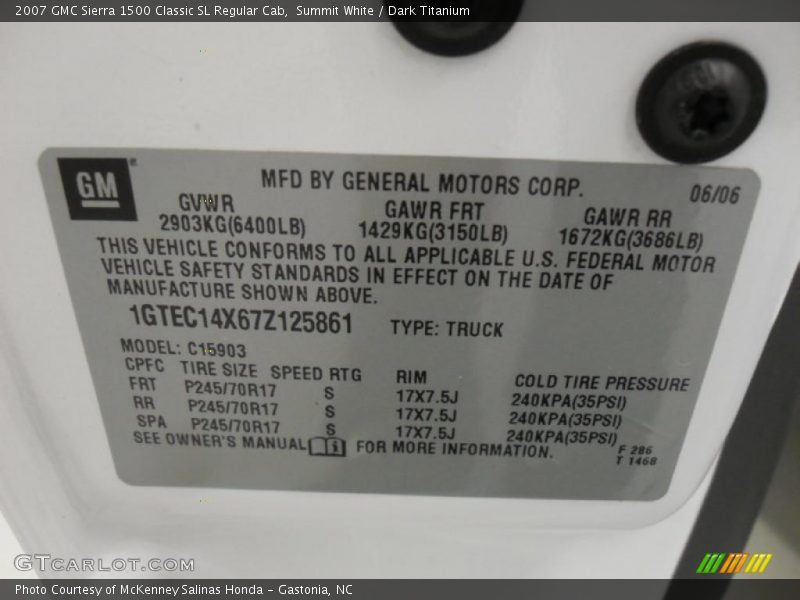 2007 GMC Sierra 1500 Classic SL Regular Cab,  Summit White / Dark Titanium
GM
MFD BY GENERAL MOTORS CORP.
06/06
GVWR GAWR FRT GAWR RR
2903KG(6400LB) 1429KG(3150LB) 1672KG(3686LB)
THIS VEHICLE CONFORMS TO ALL APPLICABLE U.S. FEDERAL MOTOR
VEHICLE SAFETY STANDARDS IN EFFECT ON THE DATE OF
MANUFACTURE SHOWN ABOVE.
1GTEC14X67Z125861 TYPE: TRUCK
MODEL: C15903
CPFC TIRE SIZE SPEED RTG RIM COLD TIRE PRESSURE
FRT P245/70R17 S 17X7.5J 240KPA(35PSI)
RR P245/70R17 S 17X7.5J 240KPA(35PSI)
SPA P245/70R17 S 17X7.5J 240KPA(35PSI)
SEE OWNER'S MANUAL FOR MORE INFORMATION.
F 286
T 1468
GTCarLot.com
Photo Courtesy of McKenney Salinas Honda - Gastonia, NC